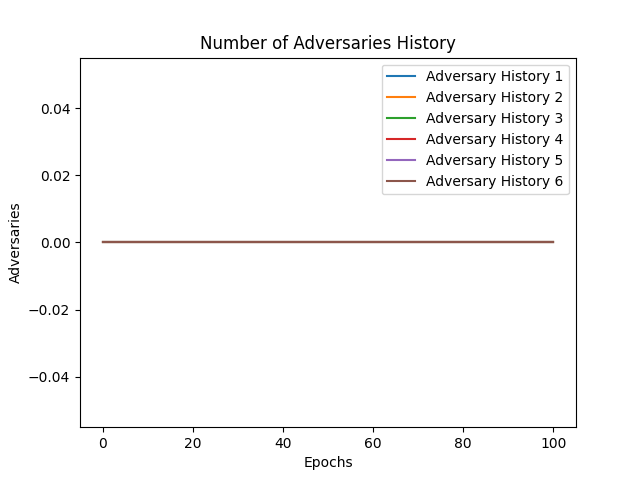 Number of Adversaries History
Adversary History 1
Adversary History 2
Adversary History 3
Adversary History 4
Adversary History 5
Adversary History 6
Adversaries
0.04
0.02
0.00
−0.02
−0.04
0 20 40 60 80 100
Epochs